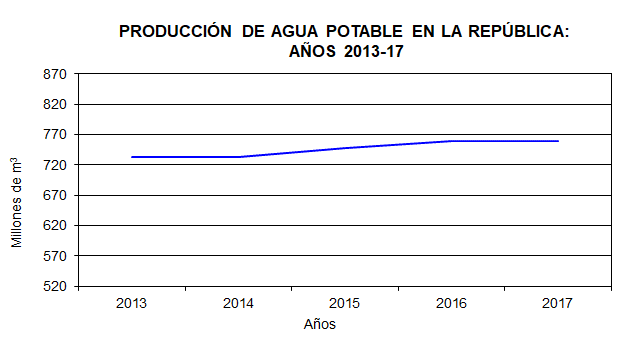 PRODUCCIÓN DE AGUA POTABLE EN LA REPÚBLICA:
AÑOS 2013-17
870
820
770
720
670
620
570
520
Millones de m³
2013 2014 2015 2016 2017
Años